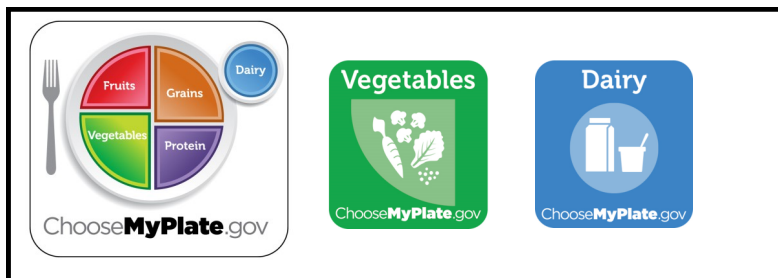 Fruits
Grains
Dairy
Vegetables
Protein
ChooseMyPlate.gov
Vegetables
ChooseMyPlate.gov
Dairy
ChooseMyPlate.gov